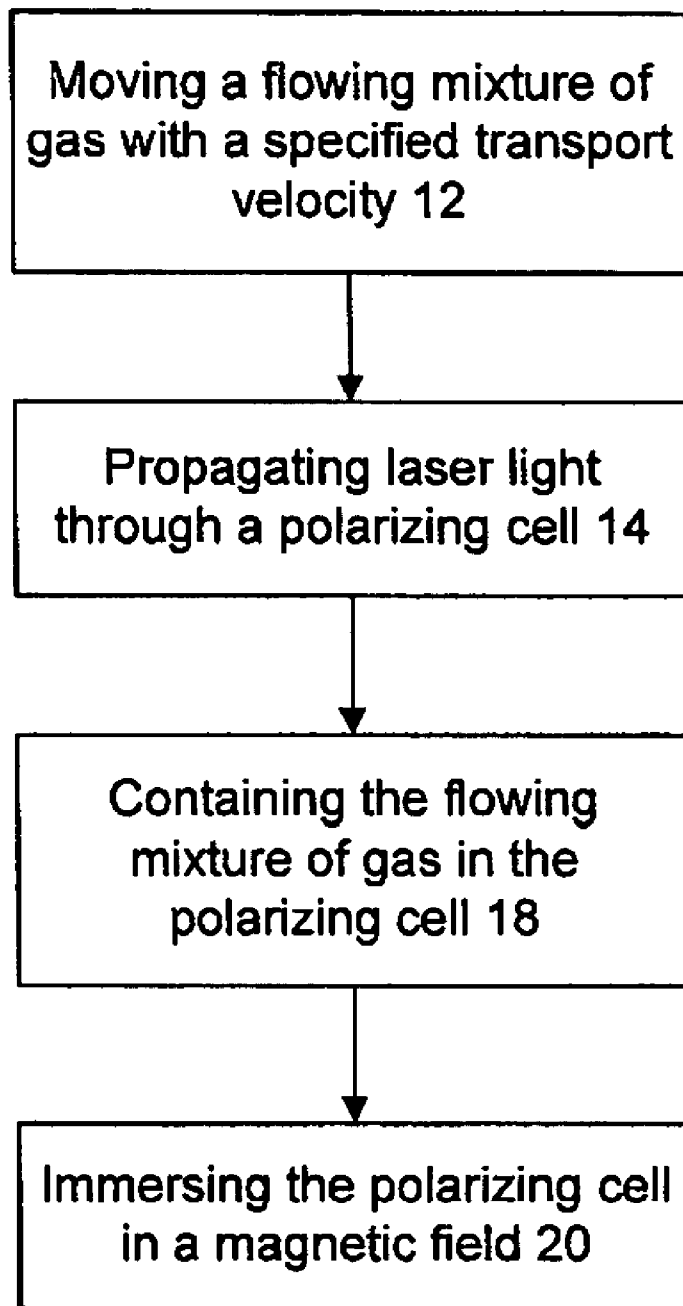 Moving a flowing mixture of
gas with a specified transport
velocity 12
Propagating laser light
through a polarizing cell 14
Containing the flowing
mixture of gas in the
polarizing cell 18
Immersing the polarizing cell
in a magnetic field 20